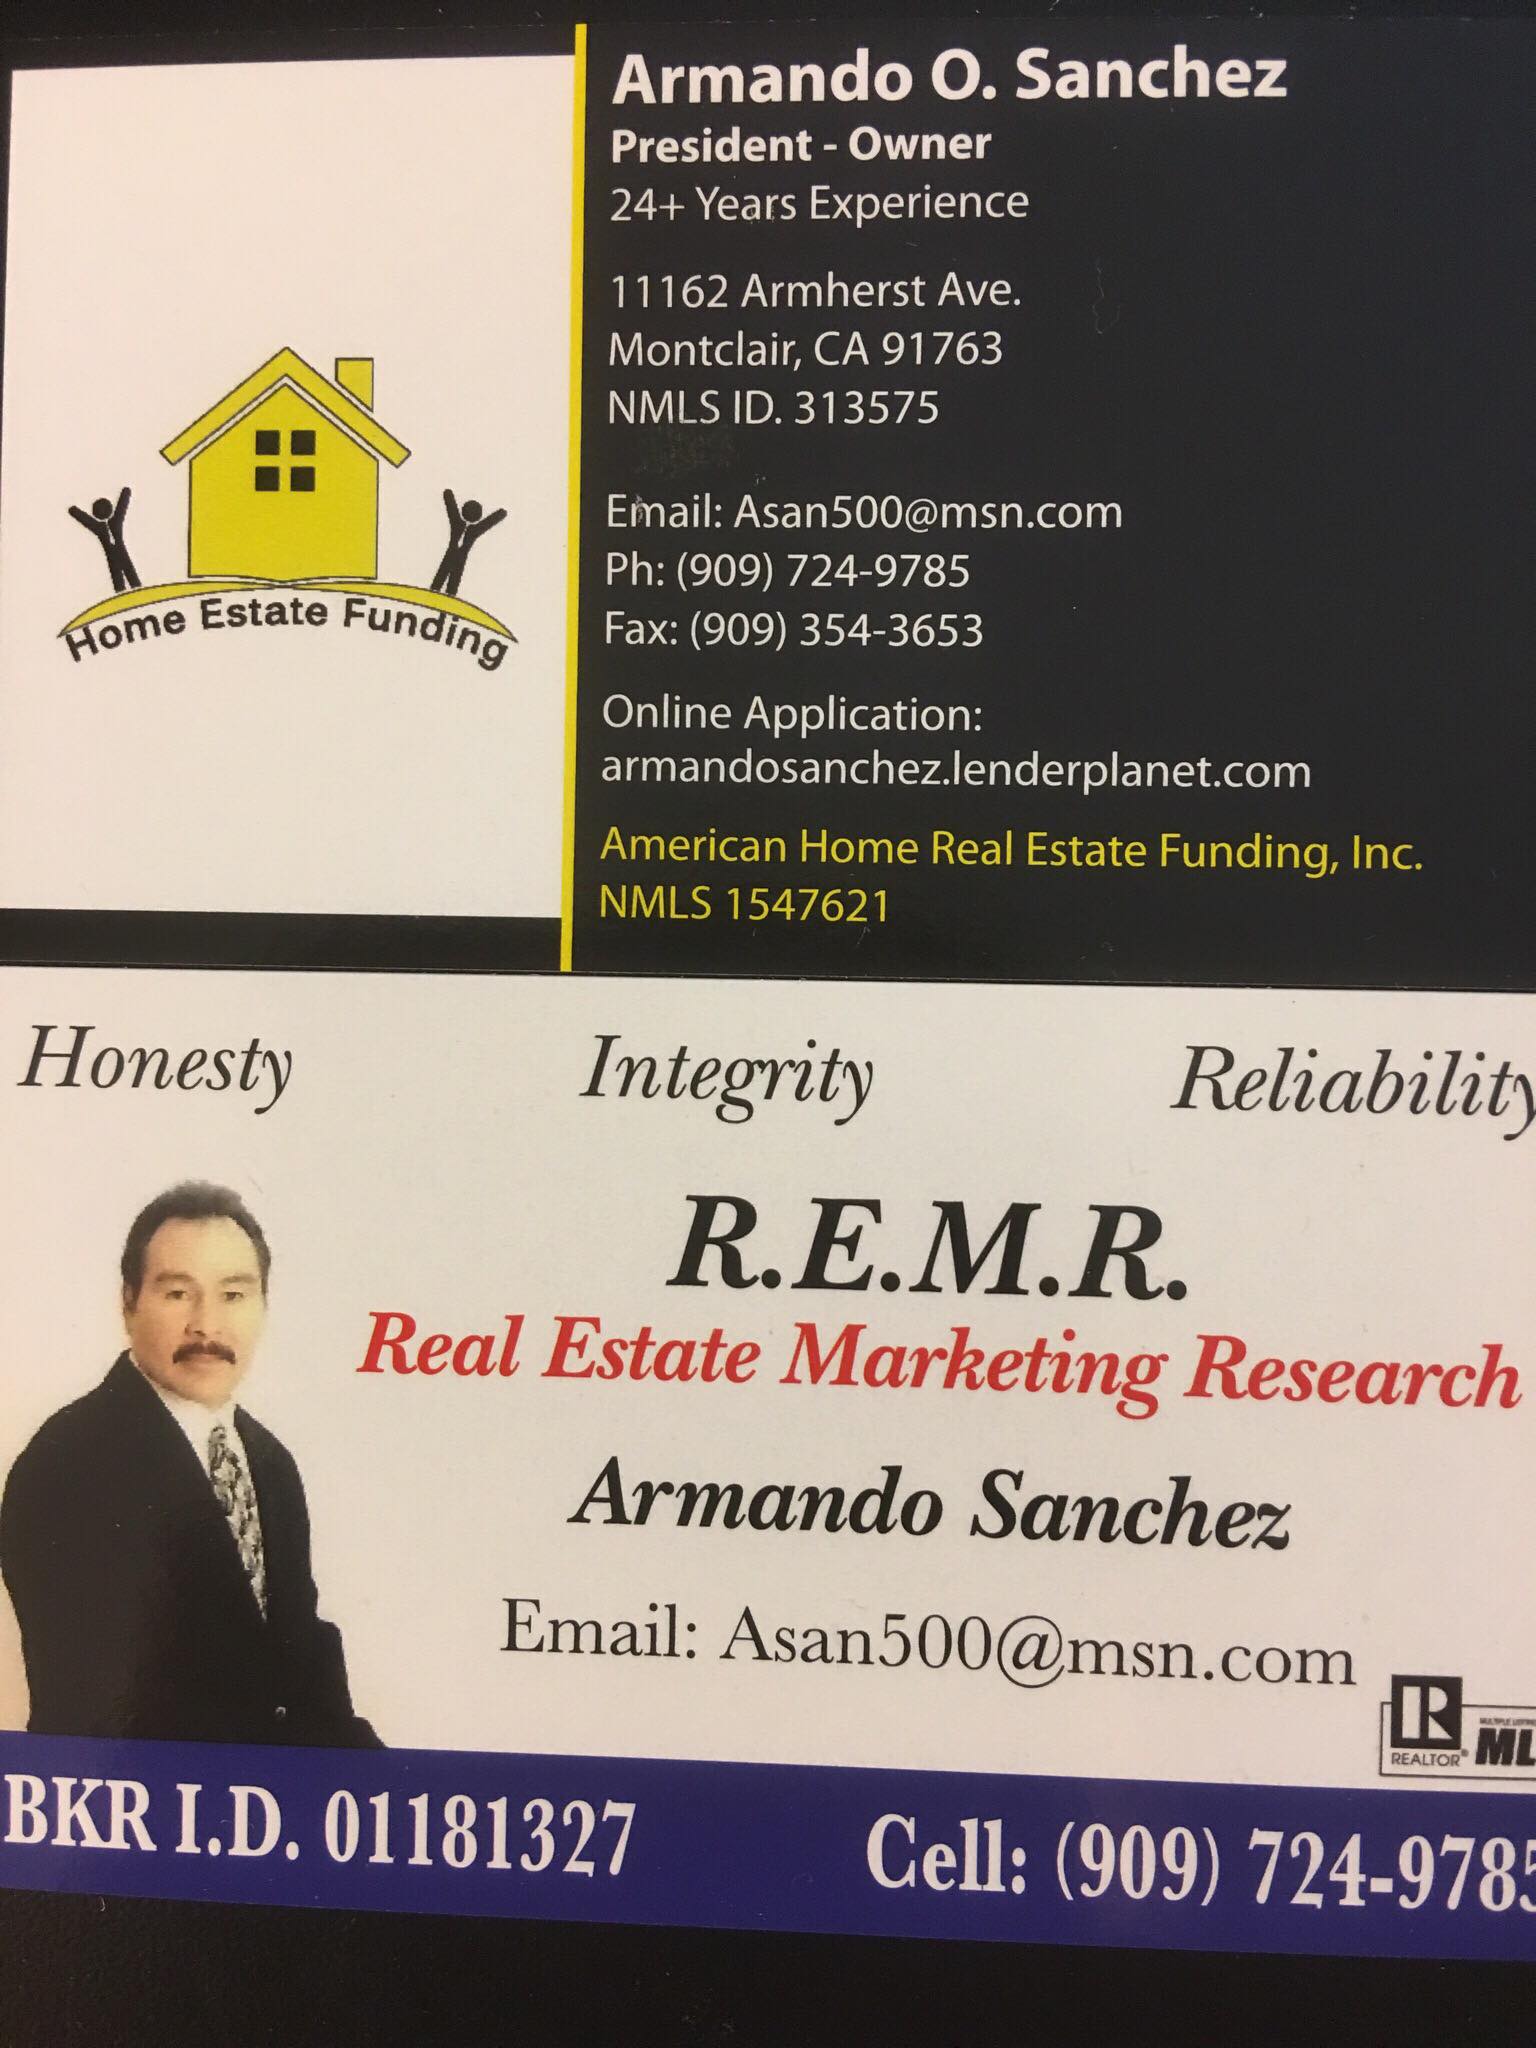 Armando O. Sanchez
President - Owner
24+ Years Experience
11162 Armherst Ave.
Montclair, CA 91763
NMLS ID. 313575
Email: Asan500@msn.com
Ph: (909) 724-9785
Fax: (909) 354-3653
Online Application:
armandosanchez.lenderplanet.com
American Home Real Estate Funding, Inc.
NMLS 1547621
Home Estate Funding
Honesty Integrity Reliability
R.E.M.R.
Real Estate Marketing Research
Armando Sanchez
Email: Asan500@msn.com
REALTOR®
BKR I.D. 01181327 Cell: (909) 724-9785